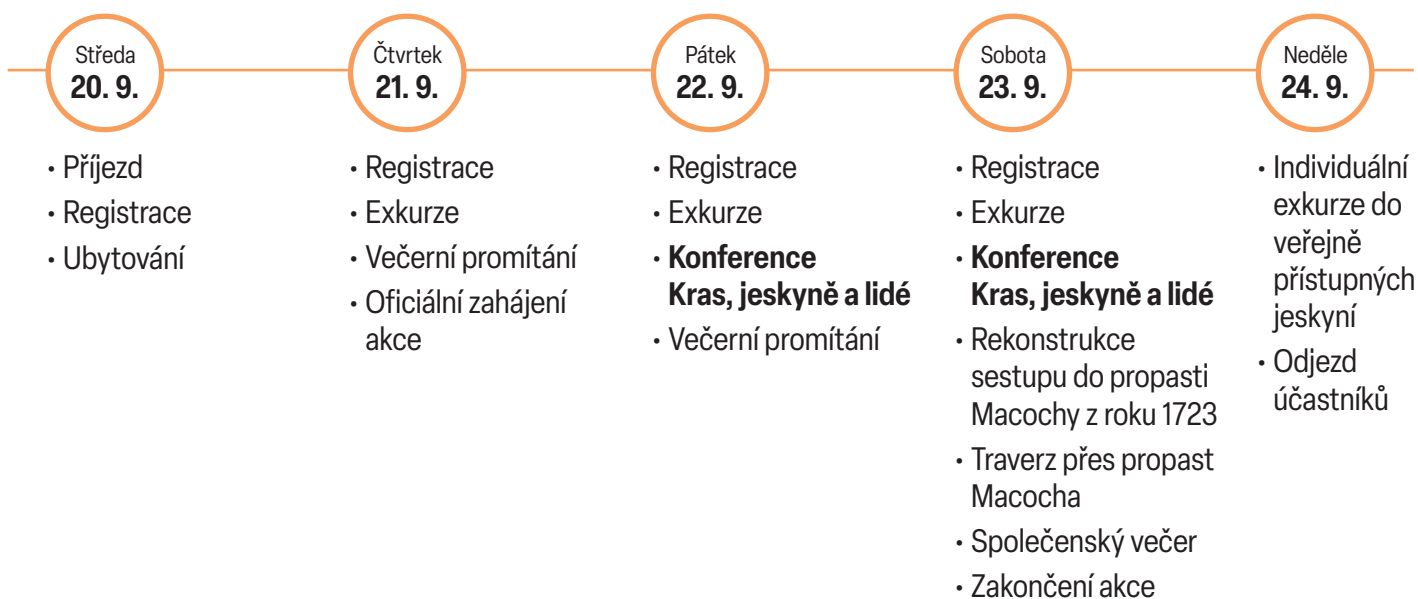 Středa
20. 9.
• Příjezd
• Registrace
• Ubytování
Čtvrtek
21. 9.
• Registrace
• Exkurze
• Večerní promítání
• Oficiální zahájení
akce
Pátek
22. 9.
• Registrace
• Exkurze
• Konference
Kras, jeskyně a lidé
• Večerní promítání
Sobota
23. 9.
• Registrace
• Exkurze
• Konference
Kras, jeskyně a lidé
• Rekonstrukce
sestupu do propasti
Macochy z roku 1723
• Traverz přes propast
Macocha
• Společenský večer
• Zakončení akce
Neděle
24. 9.
• Individuální
exkurze do
veřejně
přístupných
jeskyní
• Odjezd
účastníků